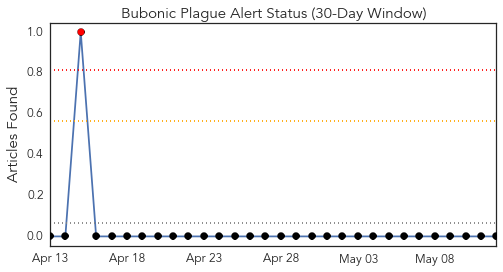 Bubonic Plague Alert Status (30-Day Window)
Articles Found
1.0
0.8
0.6
0.4
0.2
0.0
Apr 13 Apr 18 Apr 23 Apr 28 May 03 May 08